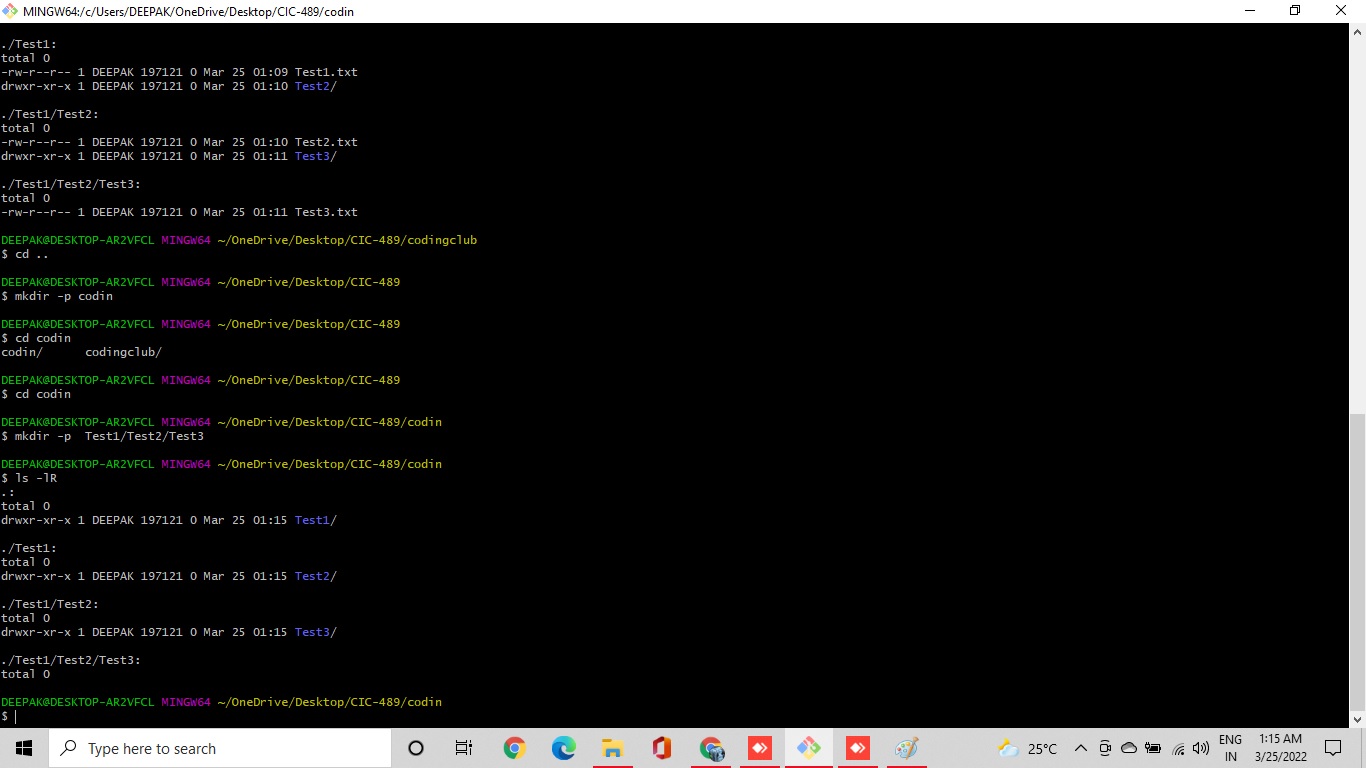 MINGW64:/c/Users/DEEPAK/OneDrive/Desktop/CIC-489/codin
./Test1:
total 0
-rw-r--r-- 1 DEEPAK 197121 0 Mar 25 01:09 Test1.txt
drwxr-xr-x 1 DEEPAK 197121 0 Mar 25 01:10 Test2/
./Test1/Test2:
total 0
-rw-r--r-- 1 DEEPAK 197121 0 Mar 25 01:10 Test2.txt
drwxr-xr-x 1 DEEPAK 197121 0 Mar 25 01:11 Test3/
./Test1/Test2/Test3:
total 0
-rw-r--r-- 1 DEEPAK 197121 0 Mar 25 01:11 Test3.txt
DEEPAK@DESKTOP-AR2VFCL MINGW64 ~/OneDrive/Desktop/CIC-489/codingclub
$ cd ..
DEEPAK@DESKTOP-AR2VFCL MINGW64 ~/OneDrive/Desktop/CIC-489
$ mkdir -p codin
DEEPAK@DESKTOP-AR2VFCL MINGW64 ~/OneDrive/Desktop/CIC-489
$ cd codin
codin/      codingclub/
DEEPAK@DESKTOP-AR2VFCL MINGW64 ~/OneDrive/Desktop/CIC-489
$ cd codin
DEEPAK@DESKTOP-AR2VFCL MINGW64 ~/OneDrive/Desktop/CIC-489/codin
$ mkdir -p  Test1/Test2/Test3
DEEPAK@DESKTOP-AR2VFCL MINGW64 ~/OneDrive/Desktop/CIC-489/codin
$ ls -lR
.:
total 0
drwxr-xr-x 1 DEEPAK 197121 0 Mar 25 01:15 Test1/
./Test1:
total 0
drwxr-xr-x 1 DEEPAK 197121 0 Mar 25 01:15 Test2/
./Test1/Test2:
total 0
drwxr-xr-x 1 DEEPAK 197121 0 Mar 25 01:15 Test3/
./Test1/Test2/Test3:
total 0
DEEPAK@DESKTOP-AR2VFCL MINGW64 ~/OneDrive/Desktop/CIC-489/codin
$
Type here to search
25°C
ENG
IN
1:15 AM
3/25/2022